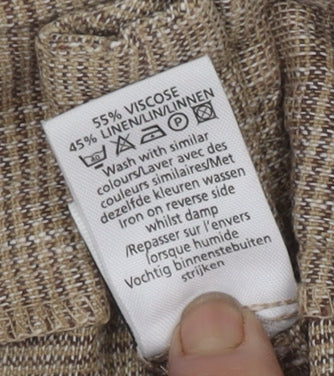 55% VISCOSE
45% LINEN/LIN/LINNEN
40 P
Wash with similar
colours/Laver avec des
couleurs similaires/Met
dezelfde kleuren wassen
Iron on reverse side
whilst damp
/Repasser sur l'envers
lorsque humide
Vochtig binnenstebuiten
strijken